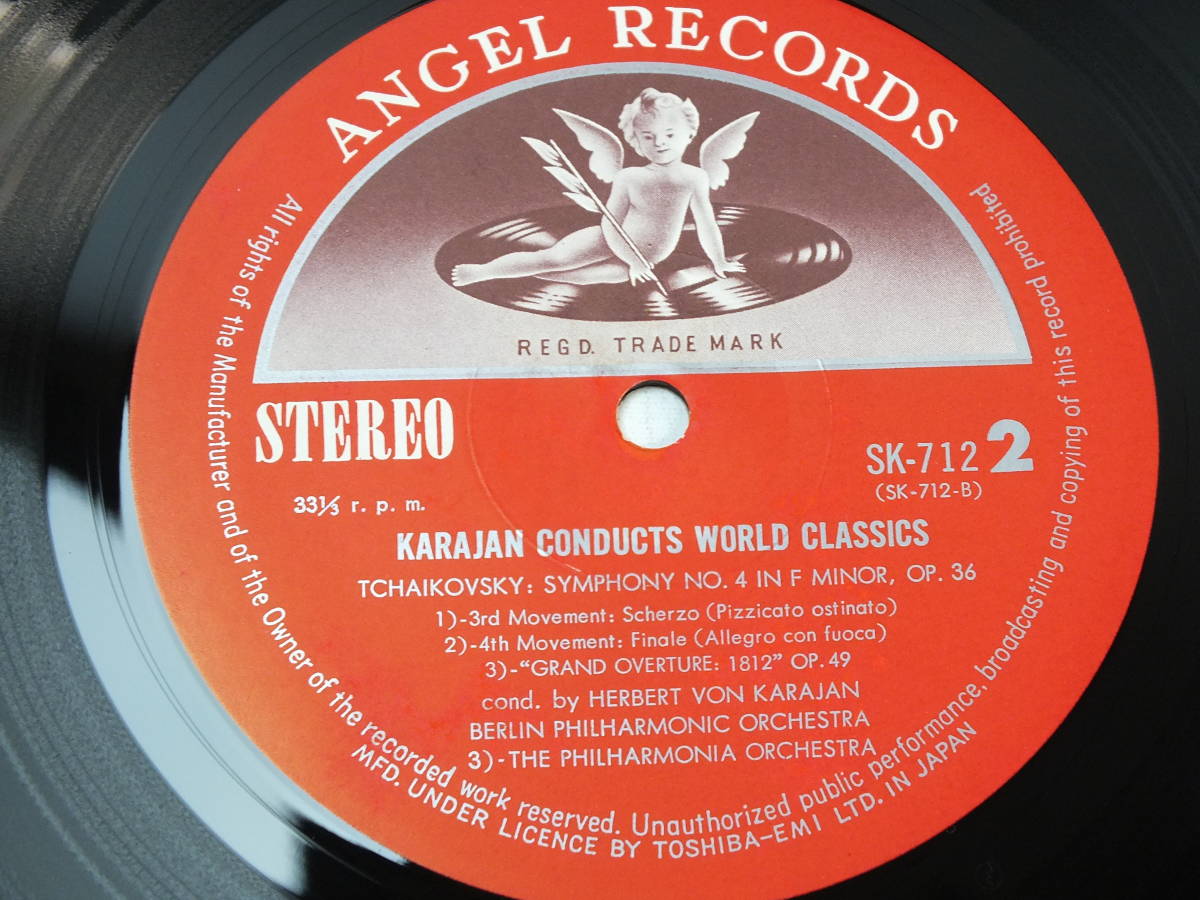 ANGEL RECORDS
REGD. TRADE MARK
STEREO
SK-712 2
(SK-712-B)
33⅓ r. p. m.
KARAJAN CONDUCTS WORLD CLASSICS
TCHAIKOVSKY: SYMPHONY NO. 4 IN F MINOR, OP. 36
1)-3rd Movement: Scherzo (Pizzicato ostinato)
2)-4th Movement: Finale (Allegro con fuoca)
3)-“GRAND OVERTURE: 1812” OP. 49
cond. by HERBERT VON KARAJAN
BERLIN PHILHARMONIC ORCHESTRA
3)-THE PHILHARMONIA ORCHESTRA
All rights of the Manufacturer and of the Owner of the recorded work reserved. Unauthorized public performance, broadcasting and copying of this record prohibited
MFD. UNDER LICENCE BY TOSHIBA-EMI LTD. IN JAPAN